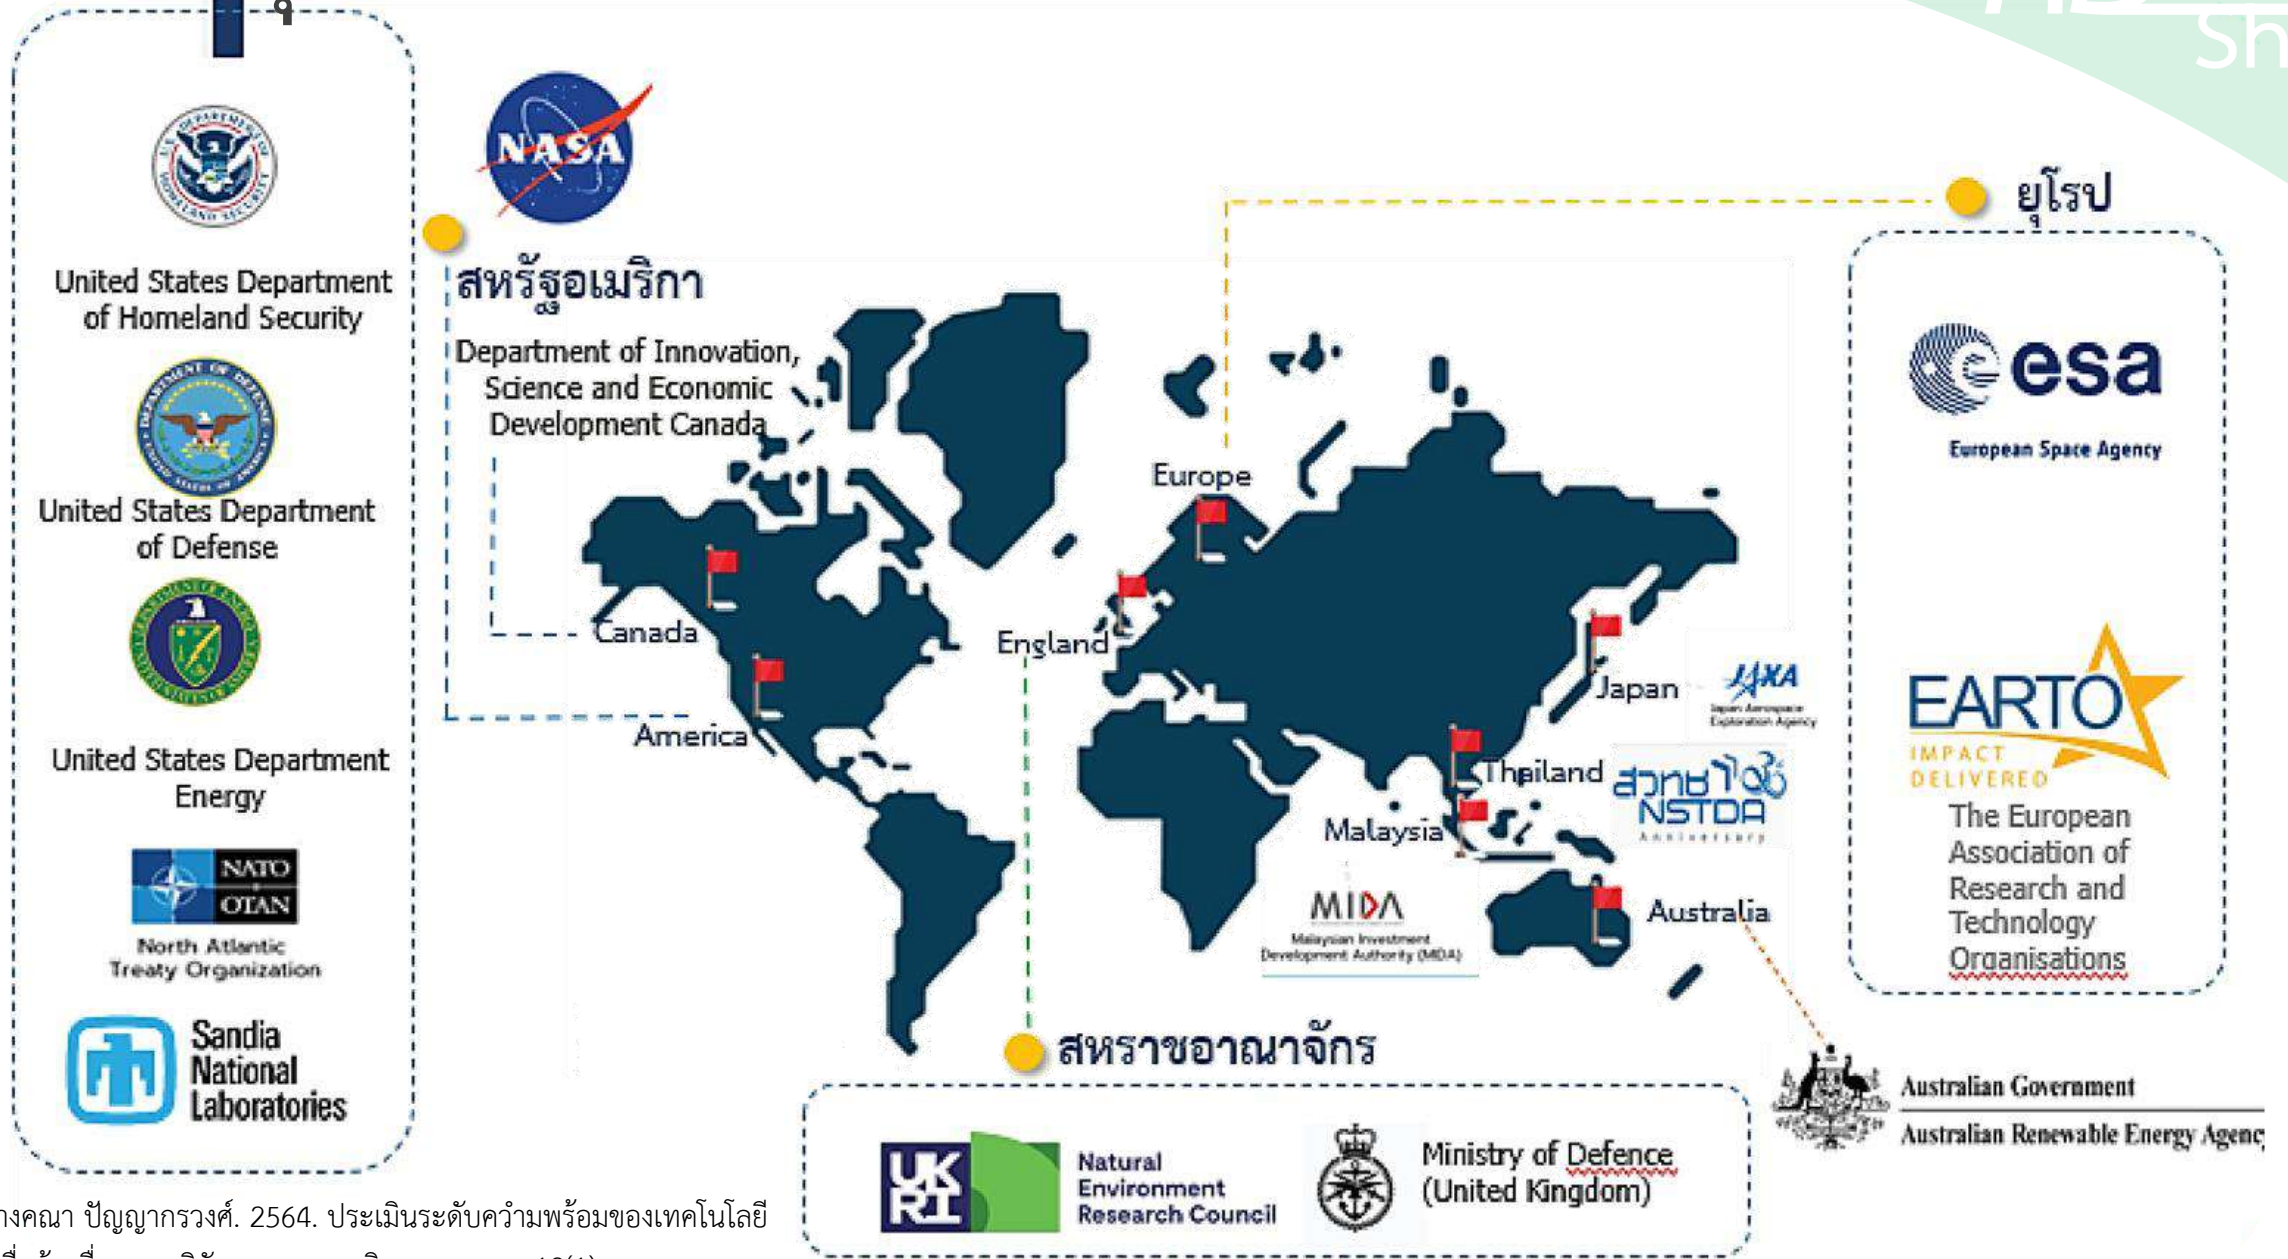 Sh
United States Department
of Homeland Security
United States Department
of Defense
United States Department
Energy
NATO
OTAN
North Atlantic
Treaty Organization
Sandia
National
Laboratories
NASA
สหรัฐอเมริกา
Department of Innovation,
Science and Economic
Development Canada
Canada
America
Europe
England
Japan
JAXA
Japan Aerospace
Exploration Agency
Thailand
สวทช
NSTDA
Anniversary
Malaysia
MIDA
Malaysian Investment
Development Authority (MIDA)
Australia
ยุโรป
esa
European Space Agency
EARTO
IMPACT
DELIVERED
The European
Association of
Research and
Technology
Organisations
สหราชอาณาจักร
UK
RI
Natural
Environment
Research Council
Ministry of Defence
(United Kingdom)
Australian Government
Australian Renewable Energy Agenc
ปัญญากรวงศ์. 2564. ประเมินระดับความพร้อมของเทคโนโลยี